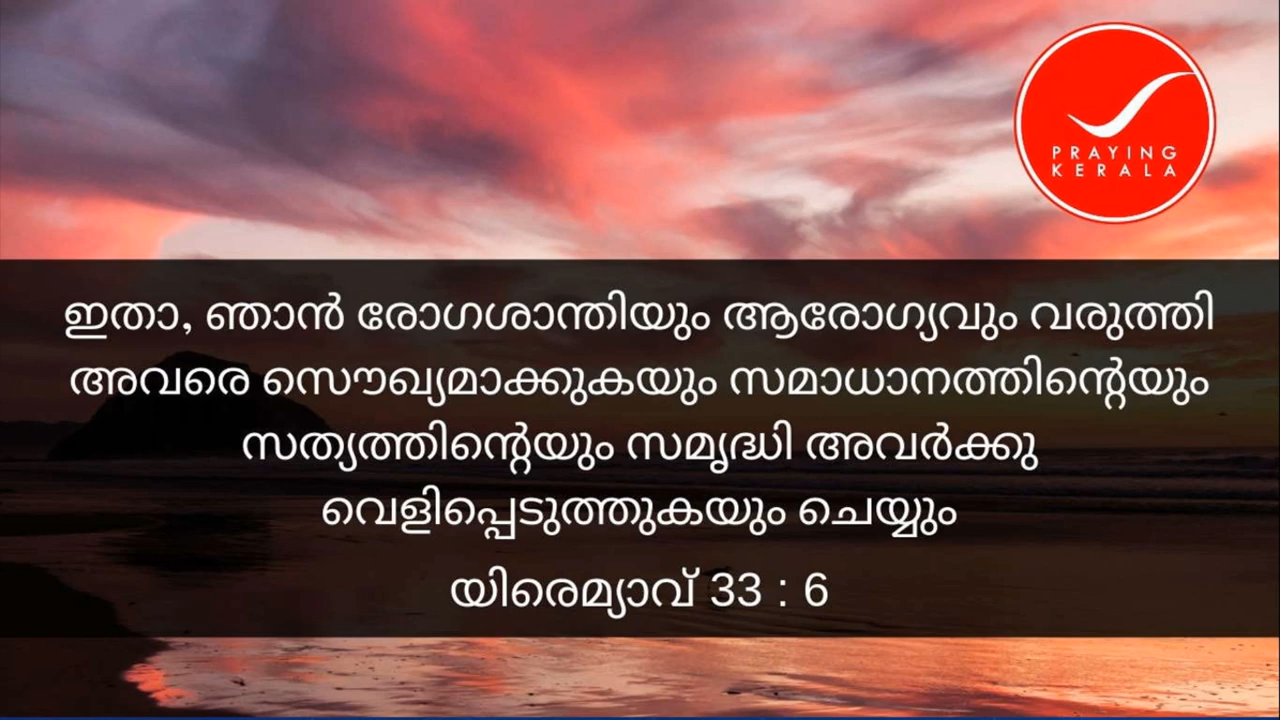 PRAYING
KERALA
ഇതാ, ഞാൻ രോഗശാന്തിയും ആരോഗ്യവും വരുത്തി
അവരെ സൌഖ്യമാക്കുകയും സമാധാനത്തിന്റെയും
സത്യത്തിന്റെയും സമൃദ്ധി അവർക്കു
വെളിപ്പെടുത്തുകയും ചെയ്യും
യിരെമ്യാവ് 33 : 6